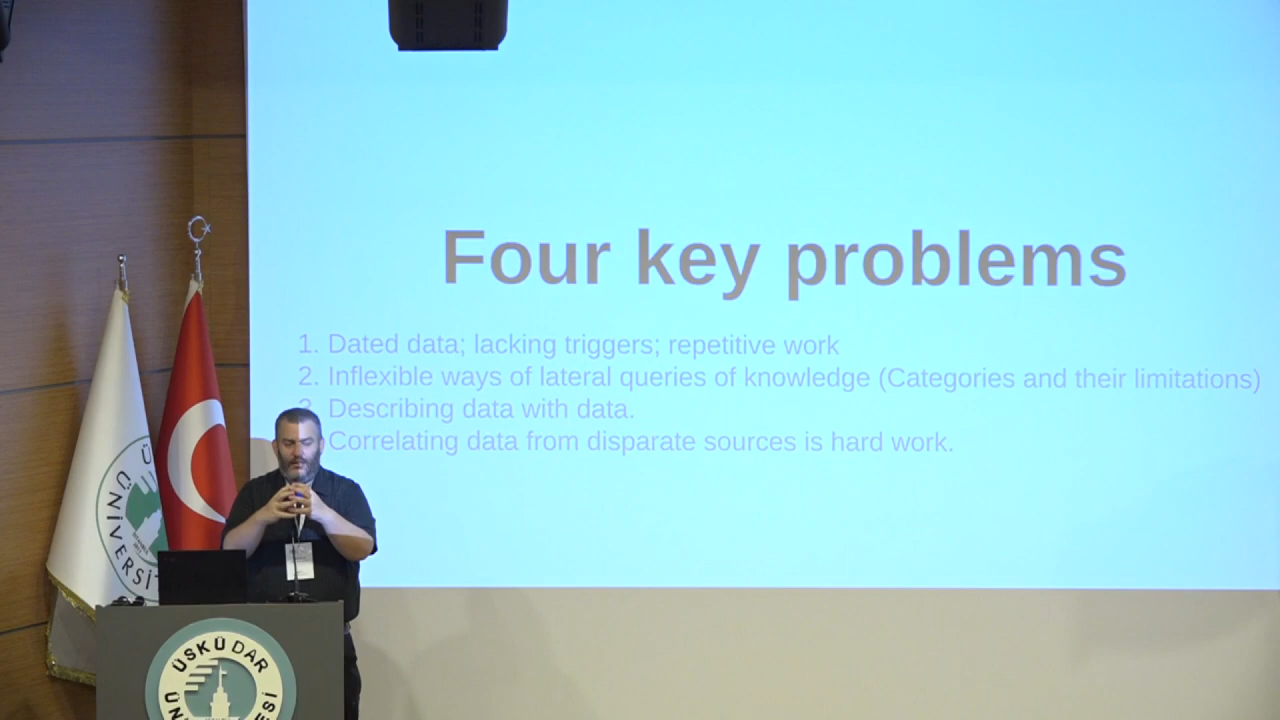 Four key problems
1. Dated data; lacking triggers; repetitive work
2. Inflexible ways of lateral queries of knowledge (Categories and their limitations)
3. Describing data with data.
Correlating data from disparate sources is hard work.
ÜNİVERSİT
ÜSKÜDAR